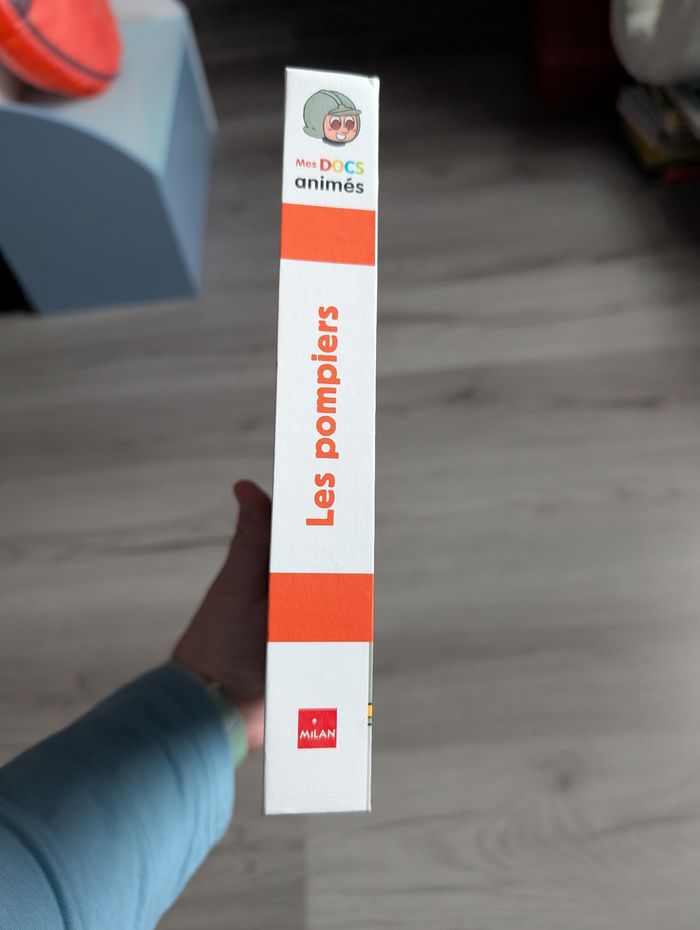 Mes DOCS
animés
Les pompiers
MiLAN